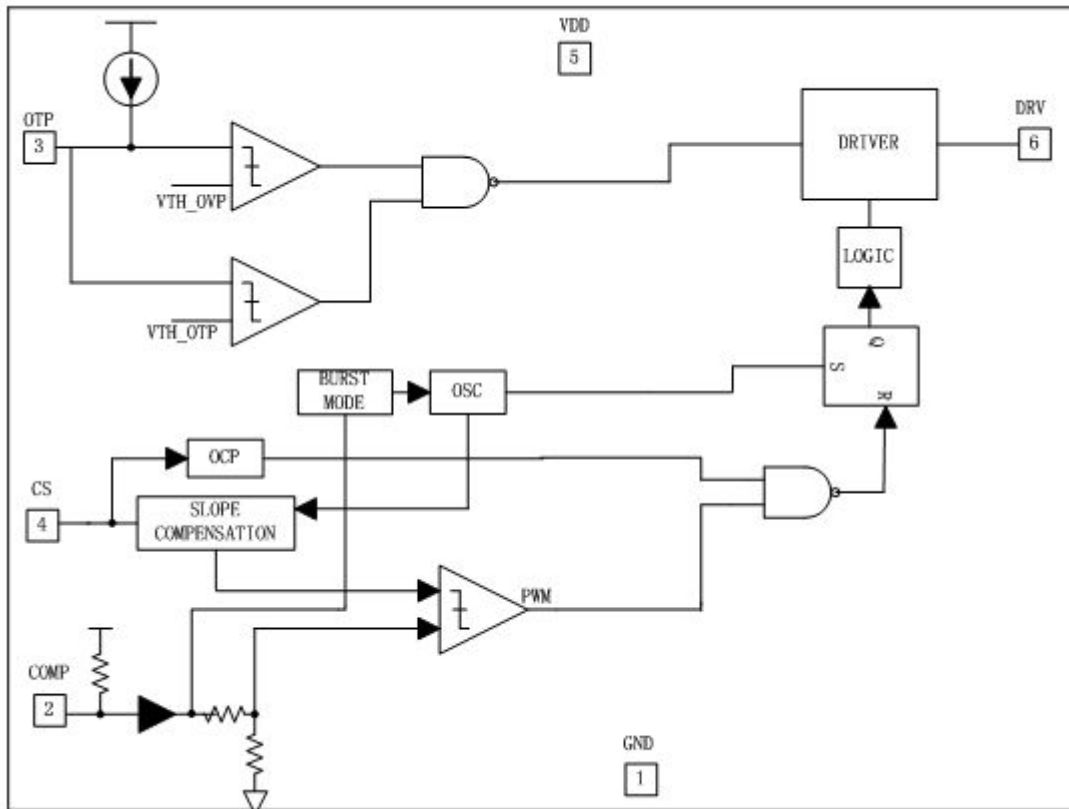 VDD
5
OTP
3
VTH_OVP
VTH_OTP
DRIVER
DRV
6
LOGIC
Q
S
R
BURST
MODE
OSC
OCP
CS
4
SLOPE
COMPENSATION
PWM
COMP
2
GND
1